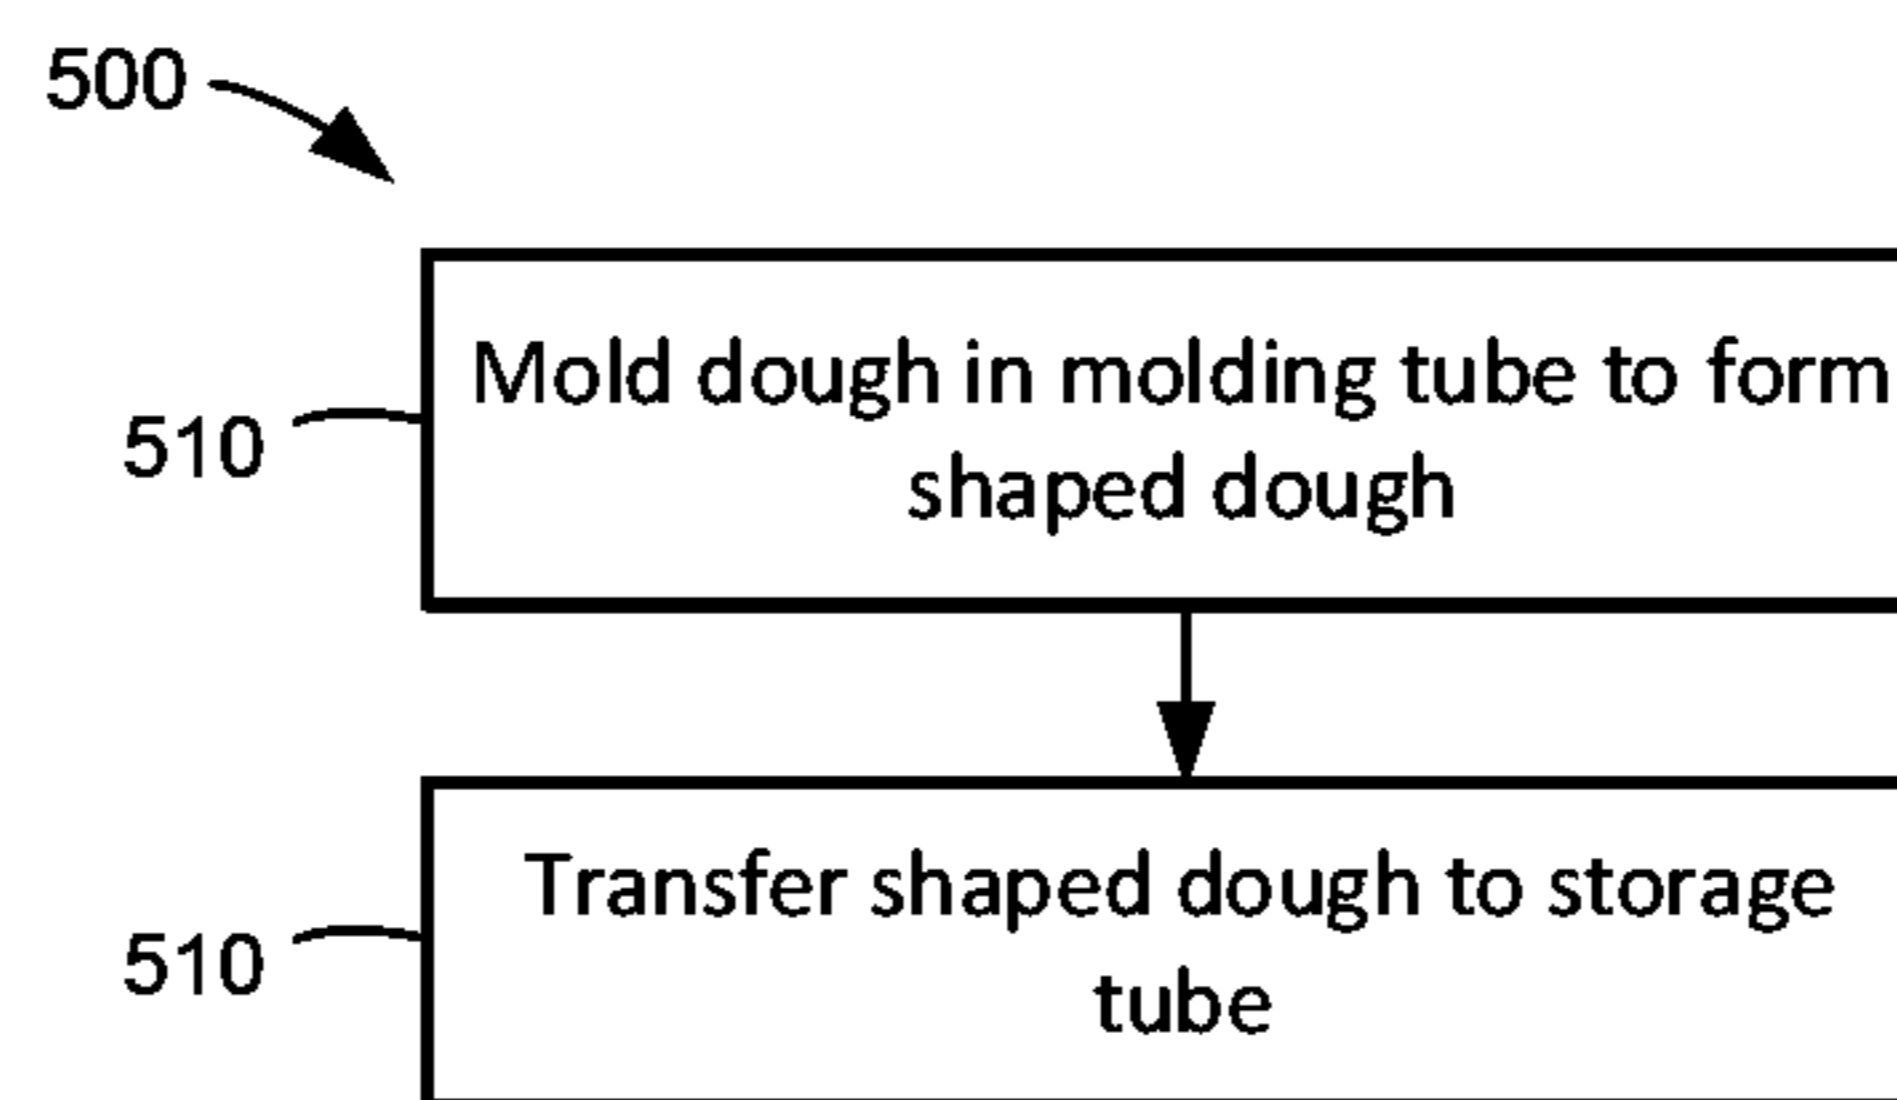 500
Mold dough in molding tube to form
510
shaped dough
Transfer shaped dough to storage
510
tube